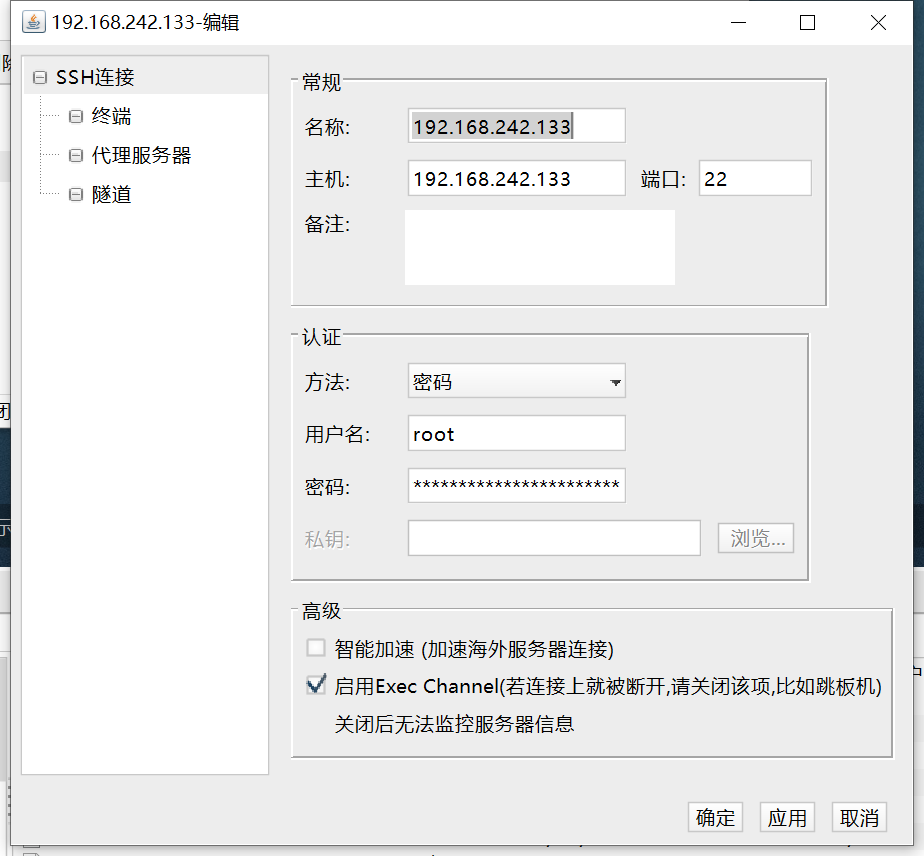 192.168.242.133-编辑
SSH连接
终端
代理服务器
隧道
常规
名称: 192.168.242.133
主机: 192.168.242.133 端口: 22
备注:
认证
方法: 密码
用户名: root
密码: ***********************
私钥: 浏览...
高级
智能加速 (加速海外服务器连接)
启用Exec Channel(若连接上就被断开,请关闭该项,比如跳板机)
关闭后无法监控服务器信息
确定 应用 取消